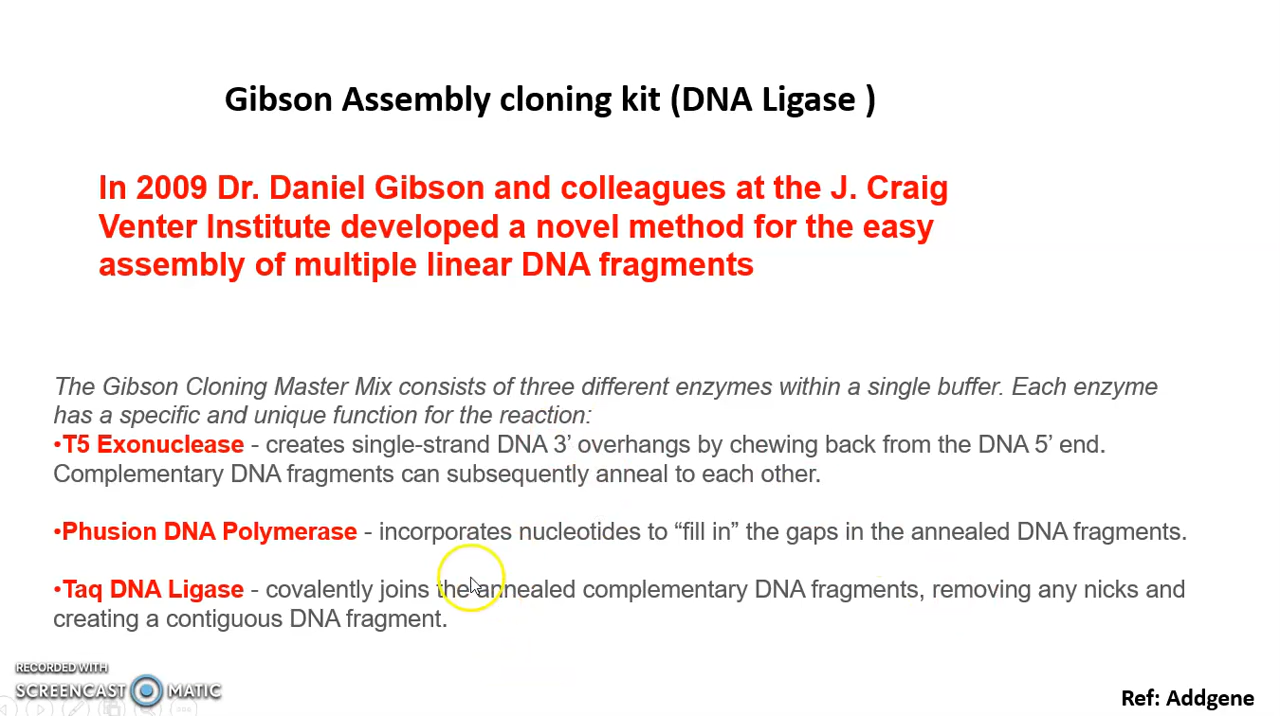 Gibson Assembly cloning kit (DNA Ligase )
In 2009 Dr. Daniel Gibson and colleagues at the J. Craig
Venter Institute developed a novel method for the easy
assembly of multiple linear DNA fragments
The Gibson Cloning Master Mix consists of three different enzymes within a single buffer. Each enzyme
has a specific and unique function for the reaction:
•T5 Exonuclease - creates single-strand DNA 3’ overhangs by chewing back from the DNA 5’ end.
Complementary DNA fragments can subsequently anneal to each other.
•Phusion DNA Polymerase - incorporates nucleotides to “fill in” the gaps in the annealed DNA fragments.
•Taq DNA Ligase - covalently joins the annealed complementary DNA fragments, removing any nicks and
creating a contiguous DNA fragment.
RECORDED WITH
SCREENCAST MATIC
Ref: Addgene